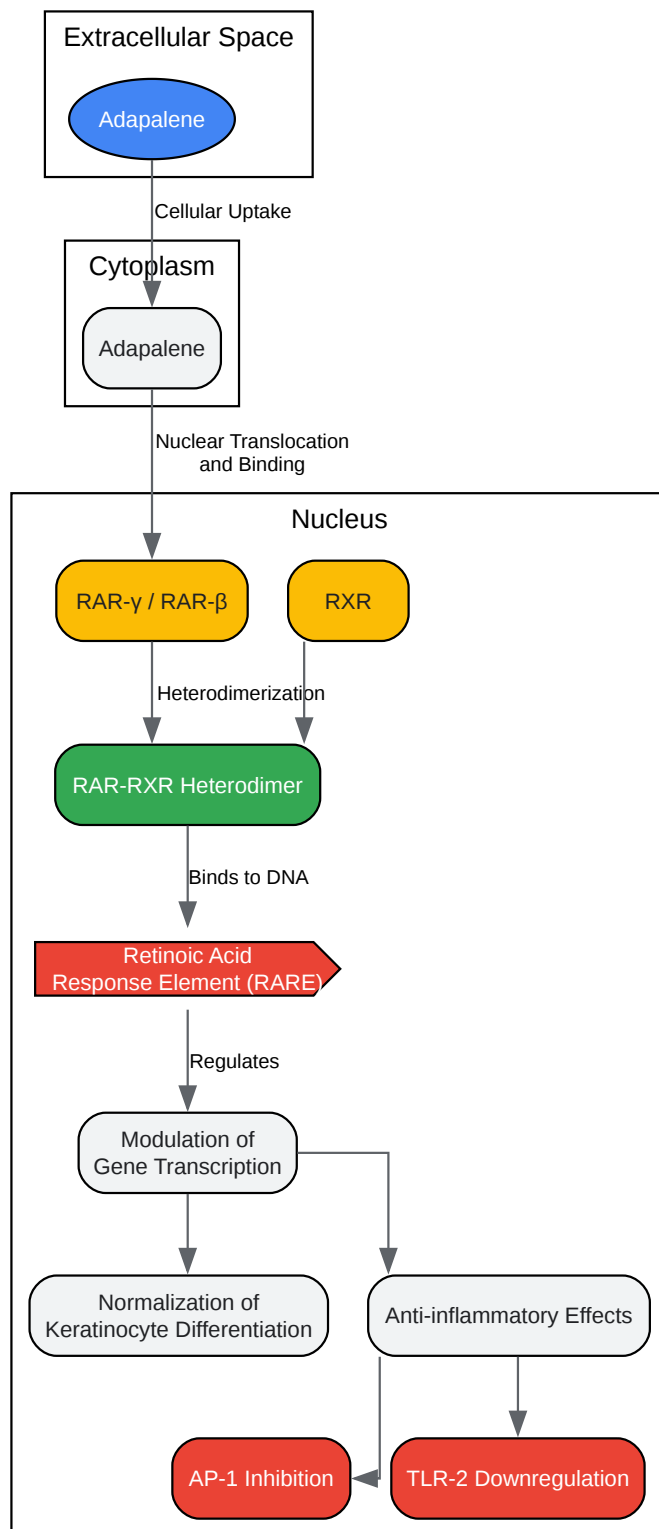 Extracellular Space
Adapalene
Cellular Uptake
Cytoplasm
Adapalene
Nuclear Translocation
and Binding
Nucleus
RAR-γ / RAR-β
RXR
Heterodimerization
RAR-RXR Heterodimer
Binds to DNA
Retinoic Acid
Response Element (RARE)
Regulates
Modulation of
Gene Transcription
Normalization of
Keratinocyte Differentiation
Anti-inflammatory Effects
AP-1 Inhibition
TLR-2 Downregulation